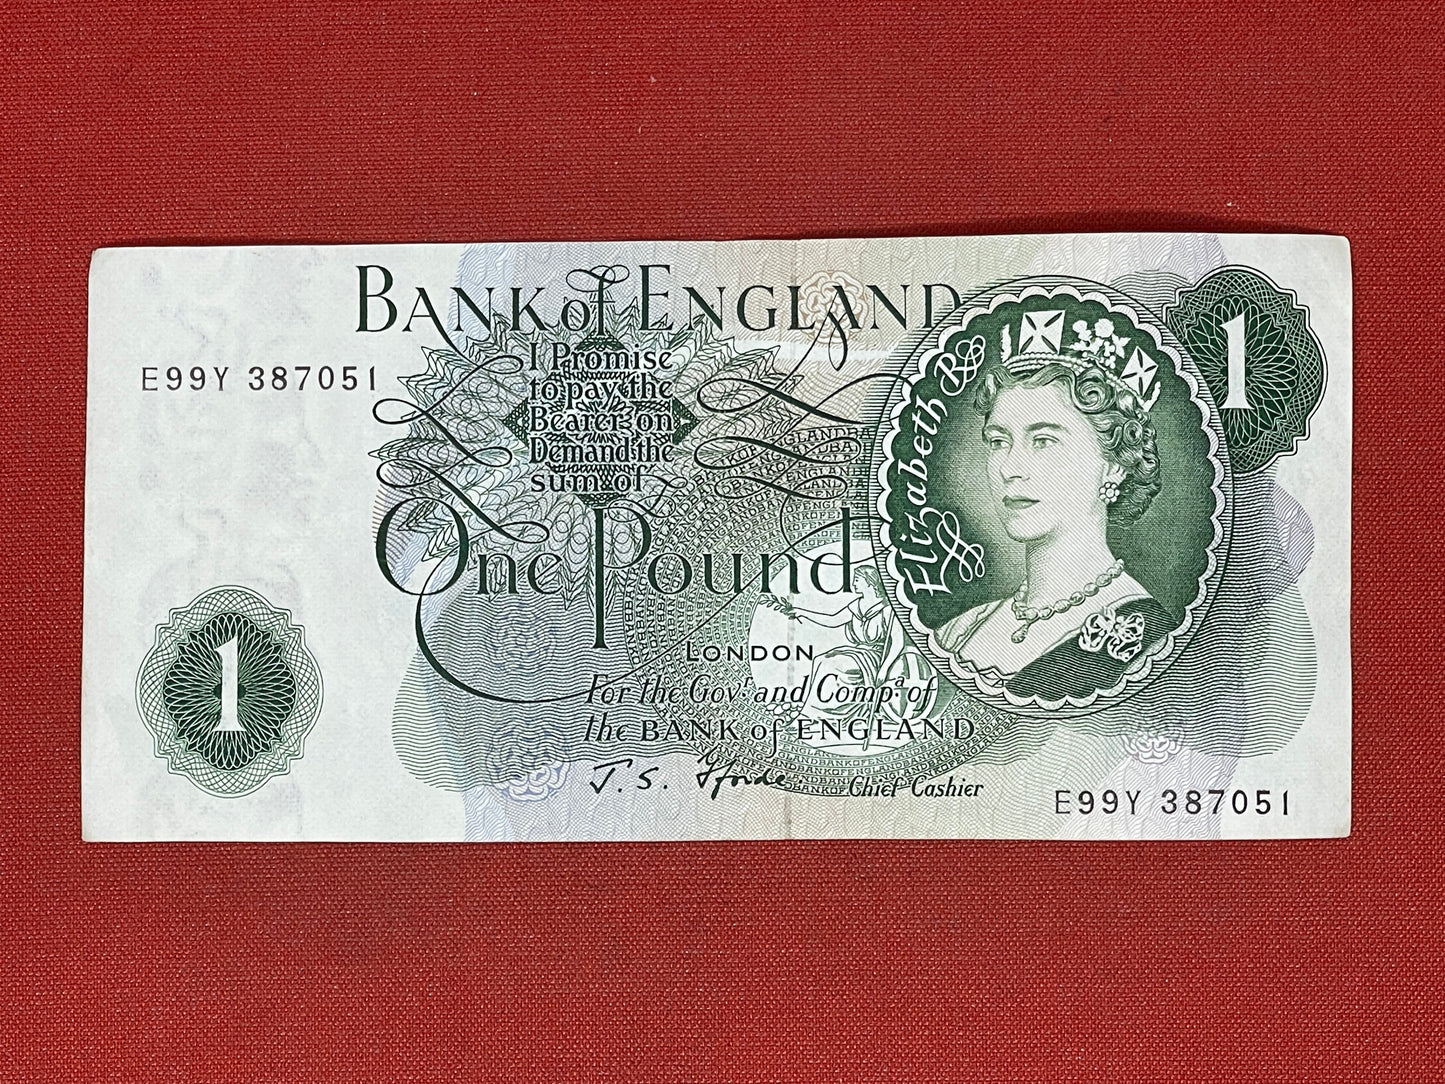 BANK of ENGLAND
E99Y 387051
I Promise
to pay the
Bearer on
Demand the
sum of
One Pound
Elizabeth R
1
1
LONDON
For the Govr. and Compa. of
the BANK of ENGLAND
Chief Cashier
E99Y 387051